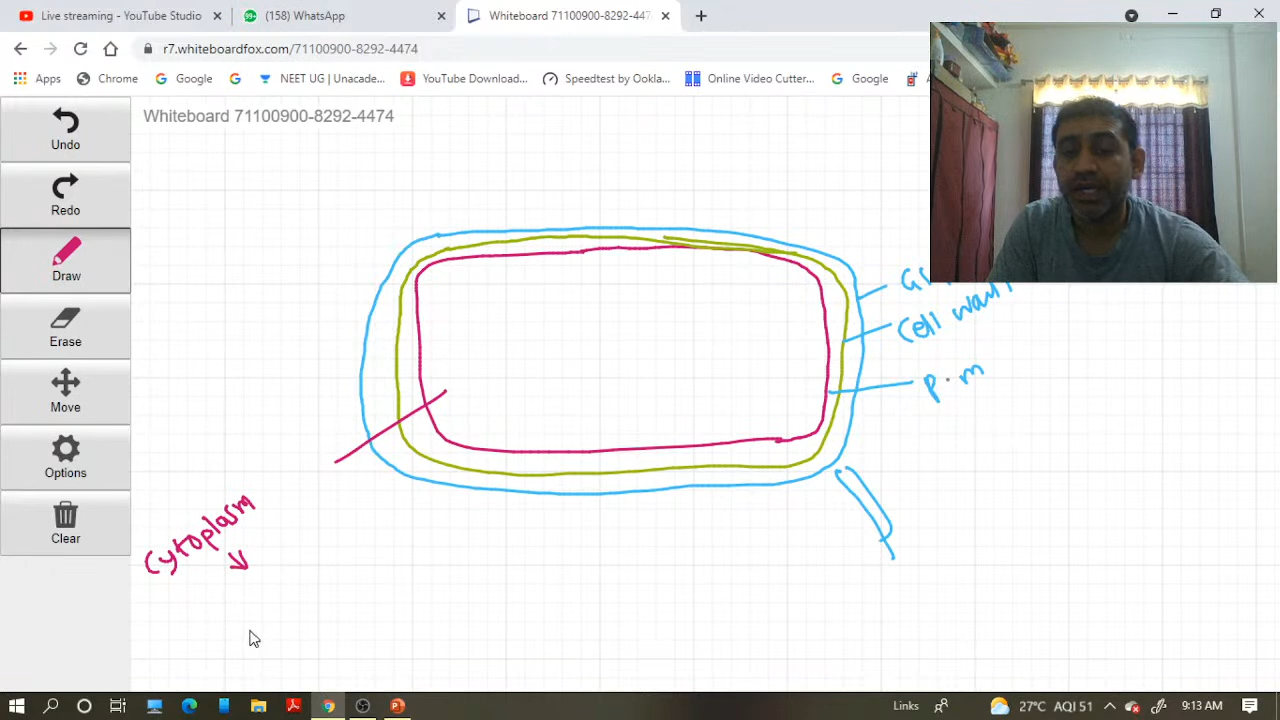 Live streaming - YouTube Studio
(158) WhatsApp
Whiteboard 71100900-8292-4474
r7.whiteboardfox.com/71100900-8292-4474
Apps
Chrome
Google
NEET UG | Unacade...
YouTube Download...
Speedtest by Ookla...
Online Video Cutter...
Google
Whiteboard 71100900-8292-4474
Undo
Redo
Draw
Erase
Move
Options
Clear
Cell wall
p.m
Cytoplasm
Links
27°C AQI 51
9:13 AM